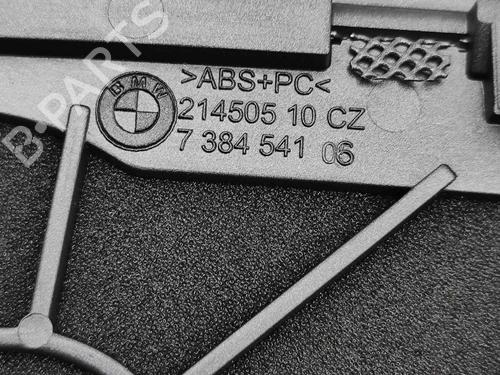 B-PARTS
BMW
>ABS+PC<
214505 10 CZ
7 384 541 06